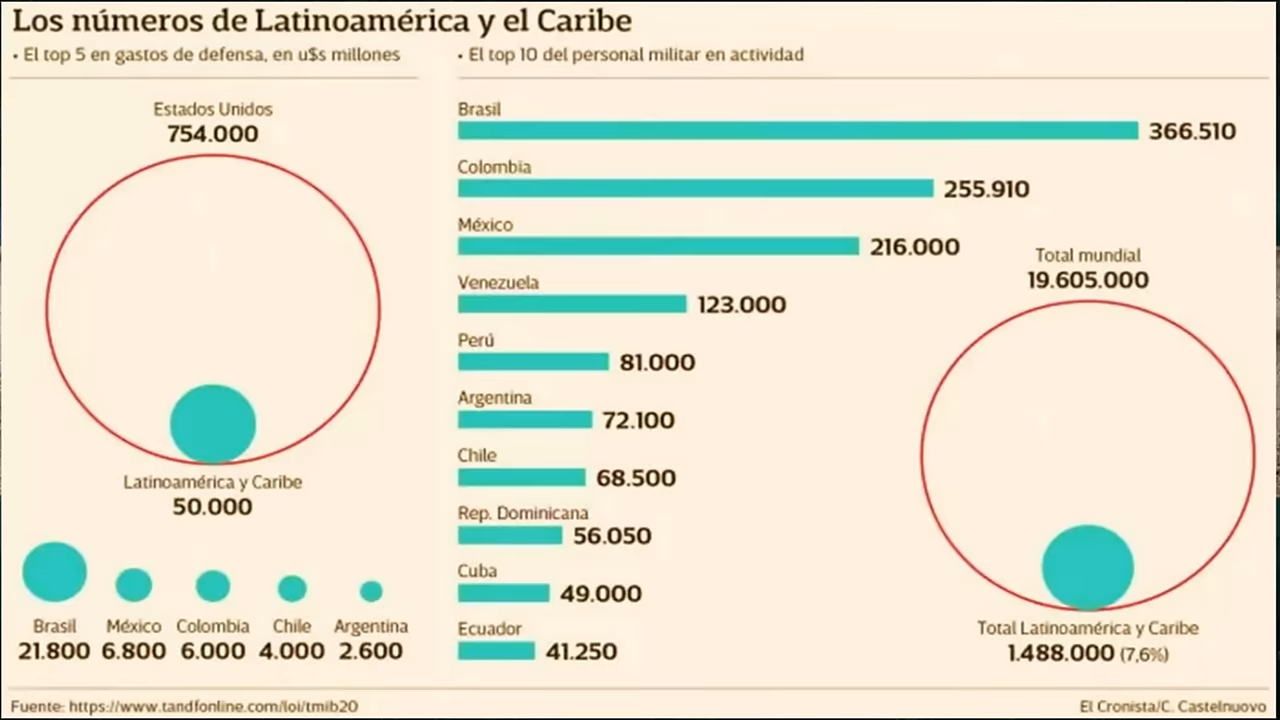 Los números de Latinoamérica y el Caribe
• El top 5 en gastos de defensa, en u$s millones
Estados Unidos
754.000
Latinoamérica y Caribe
50.000
Brasil
21.800
México
6.800
Colombia
6.000
Chile
4.000
Argentina
2.600
• El top 10 del personal militar en actividad
Brasil
366.510
Colombia
255.910
México
216.000
Venezuela
123.000
Perú
81.000
Argentina
72.100
Chile
68.500
Rep. Dominicana
56.050
Cuba
49.000
Ecuador
41.250
Total mundial
19.605.000
Total Latinoamérica y Caribe
1.488.000 (7,6%)
Fuente: https://www.tandfonline.com/loi/tmib20
El Cronista/C. Castelnuovo